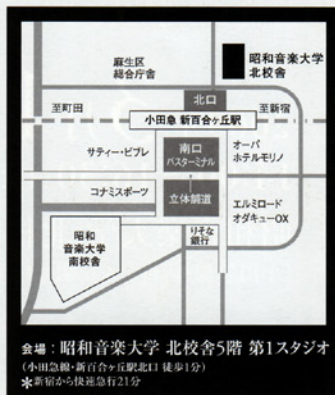 麻生区
総合庁舎
昭和音楽大学
北校舎
北口
至町田
至新宿
小田急 新百合ヶ丘駅
サティー・ビブレ
南口
バスターミナル
オーパ
ホテルモリノ
コナミスポーツ
立体舗道
エルミロード
オダキューOX
りそな
銀行
昭和
音楽大学
南校舎
会場：昭和音楽大学 北校舎5階 第1スタジオ
（小田急線・新百合ヶ丘駅北口 徒歩1分）
＊新宿から快速急行21分